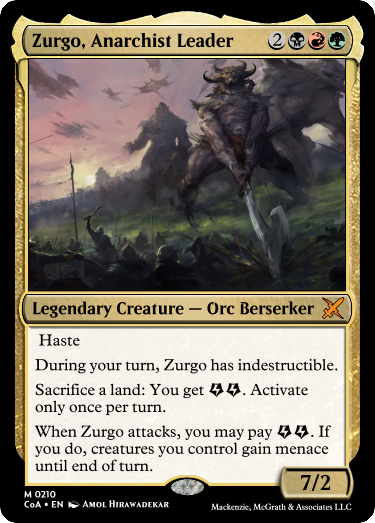 Zurgo, Anarchist Leader 2
Legendary Creature — Orc Berserker
Haste
During your turn, Zurgo has indestructible.
Sacrifice a land: You get . Activate
only once per turn.
When Zurgo attacks, you may pay . If
you do, creatures you control gain menace
until end of turn.
7/2
M 0210
CoA • EN Amol Hirawadekar
Mackenzie, McGrath & Associates LLC